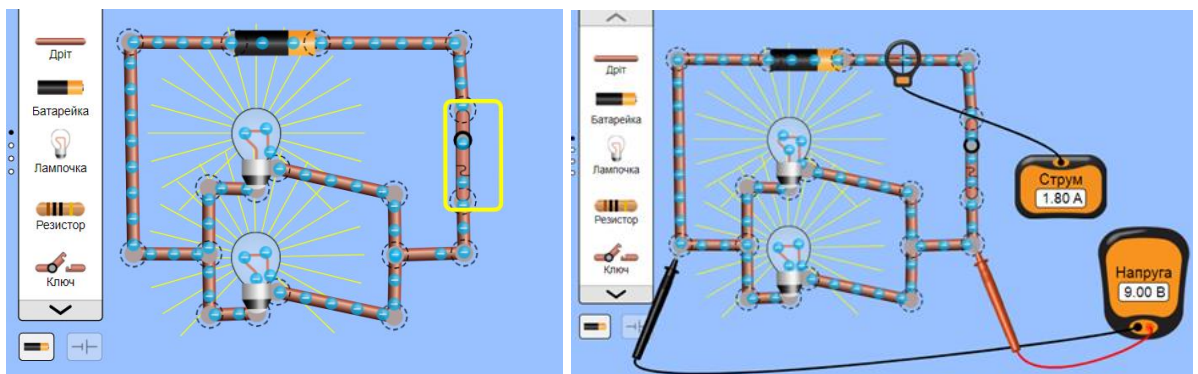 Дріт
Батарейка
Лампочка
Резистор
Ключ
Дріт
Батарейка
Лампочка
Резистор
Ключ
Струм
1.80 А
Напруга
9.00 В